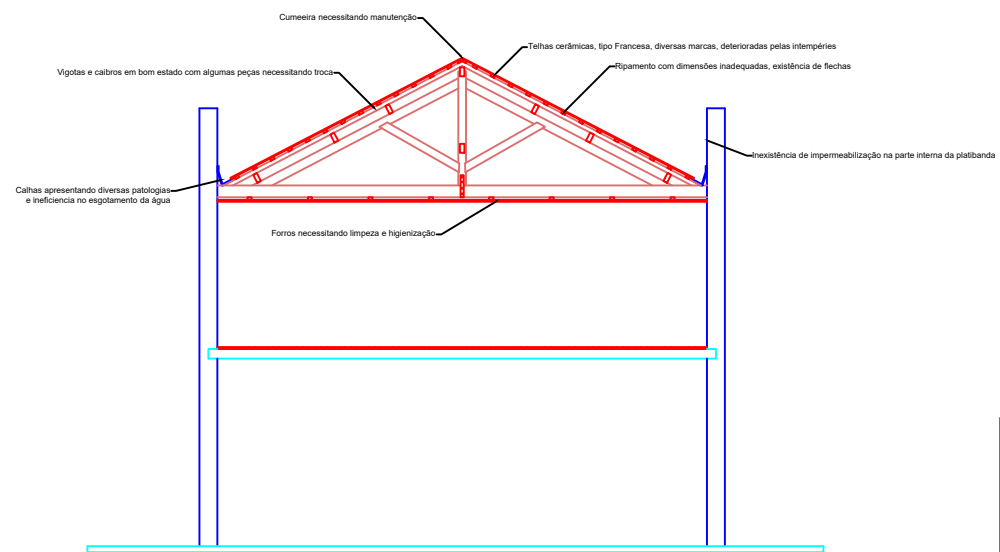 Cumeeira necessitando manutenção
Telhas cerâmicas, tipo Francesa, diversas marcas, deterioradas pelas intempéries
Vigotas e caibros em bom estado com algumas peças necessitando troca
Ripamento com dimensões inadequadas, existência de flechas
Inexistência de impermeabilização na parte interna da platibanda
Calhas apresentando diversas patologias
e ineficiencia no esgotamento da água
Forros necessitando limpeza e higienização